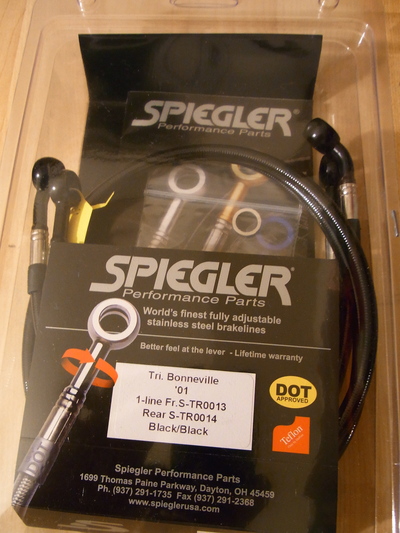 SPIEGLER
Performance Parts
SPIEGLER®
Performance Parts
World's finest fully adjustable
stainless steel brakelines
Better feel at the lever - Lifetime warranty
Tri. Bonneville
'01
1-line Fr.S-TR0013
Rear S-TR0014
Black/Black
DOT
APPROVED
Teflon
DOT
Spiegler Performance Parts
1699 Thomas Paine Parkway, Dayton, OH 45459
Ph. (937) 291-1735 Fax (937) 291-2368
www.spieglerusa.com